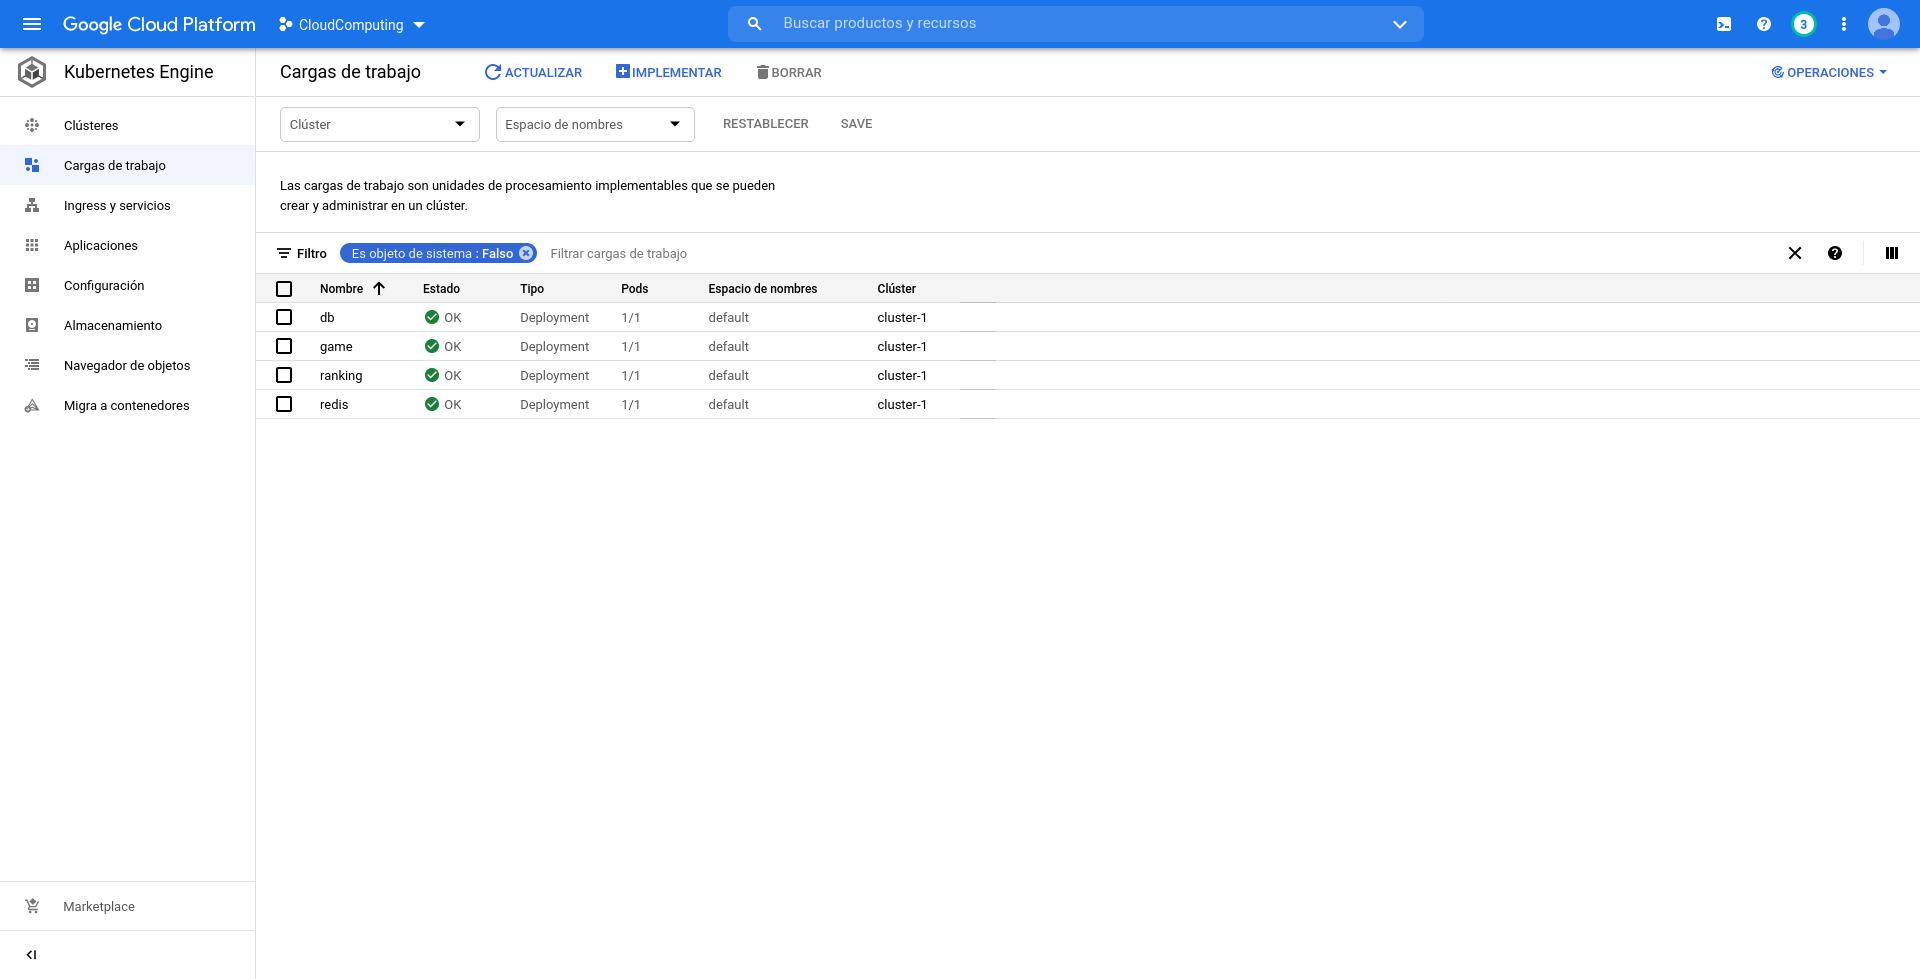 Google Cloud Platform
CloudComputing
Buscar productos y recursos
3
Kubernetes Engine
Cargas de trabajo
ACTUALIZAR
IMPLEMENTAR
BORRAR
OPERACIONES
Clústeres
Cargas de trabajo
Ingress y servicios
Aplicaciones
Configuración
Almacenamiento
Navegador de objetos
Migra a contenedores
Marketplace
Clúster
Espacio de nombres
RESTABLECER
SAVE
Las cargas de trabajo son unidades de procesamiento implementables que se pueden
crear y administrar en un clúster.
Filtro
Es objeto de sistema : Falso
Filtrar cargas de trabajo
Nombre Estado Tipo Pods Espacio de nombres Clúster
db OK Deployment 1/1 default cluster-1
game OK Deployment 1/1 default cluster-1
ranking OK Deployment 1/1 default cluster-1
redis OK Deployment 1/1 default cluster-1